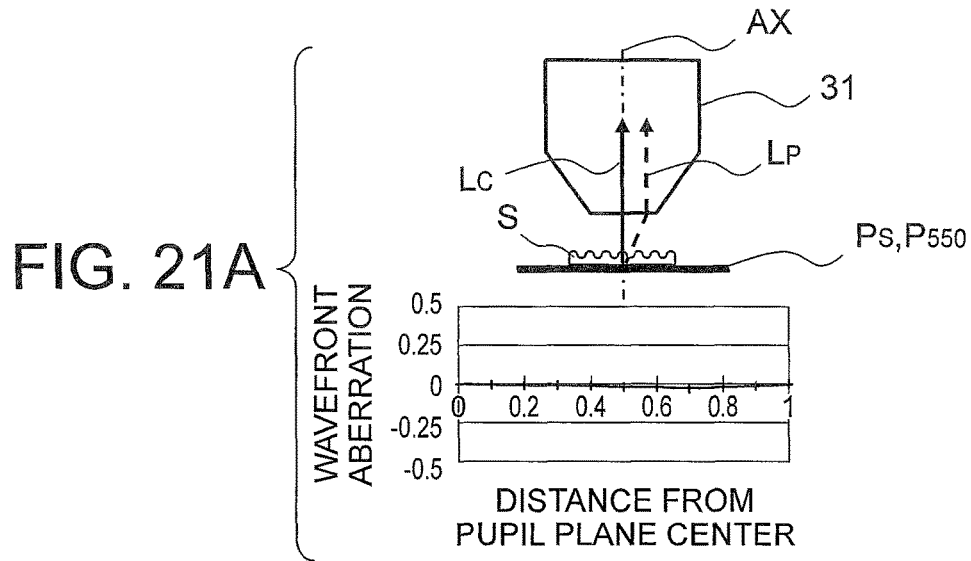 AX
31
LC
LP
S
PS,P550
FIG. 21A
WAVEFRONT
ABERRATION
0.5
0.25
0
-0.25
-0.5
0 0.2 0.4 0.6 0.8 1
DISTANCE FROM
PUPIL PLANE CENTER